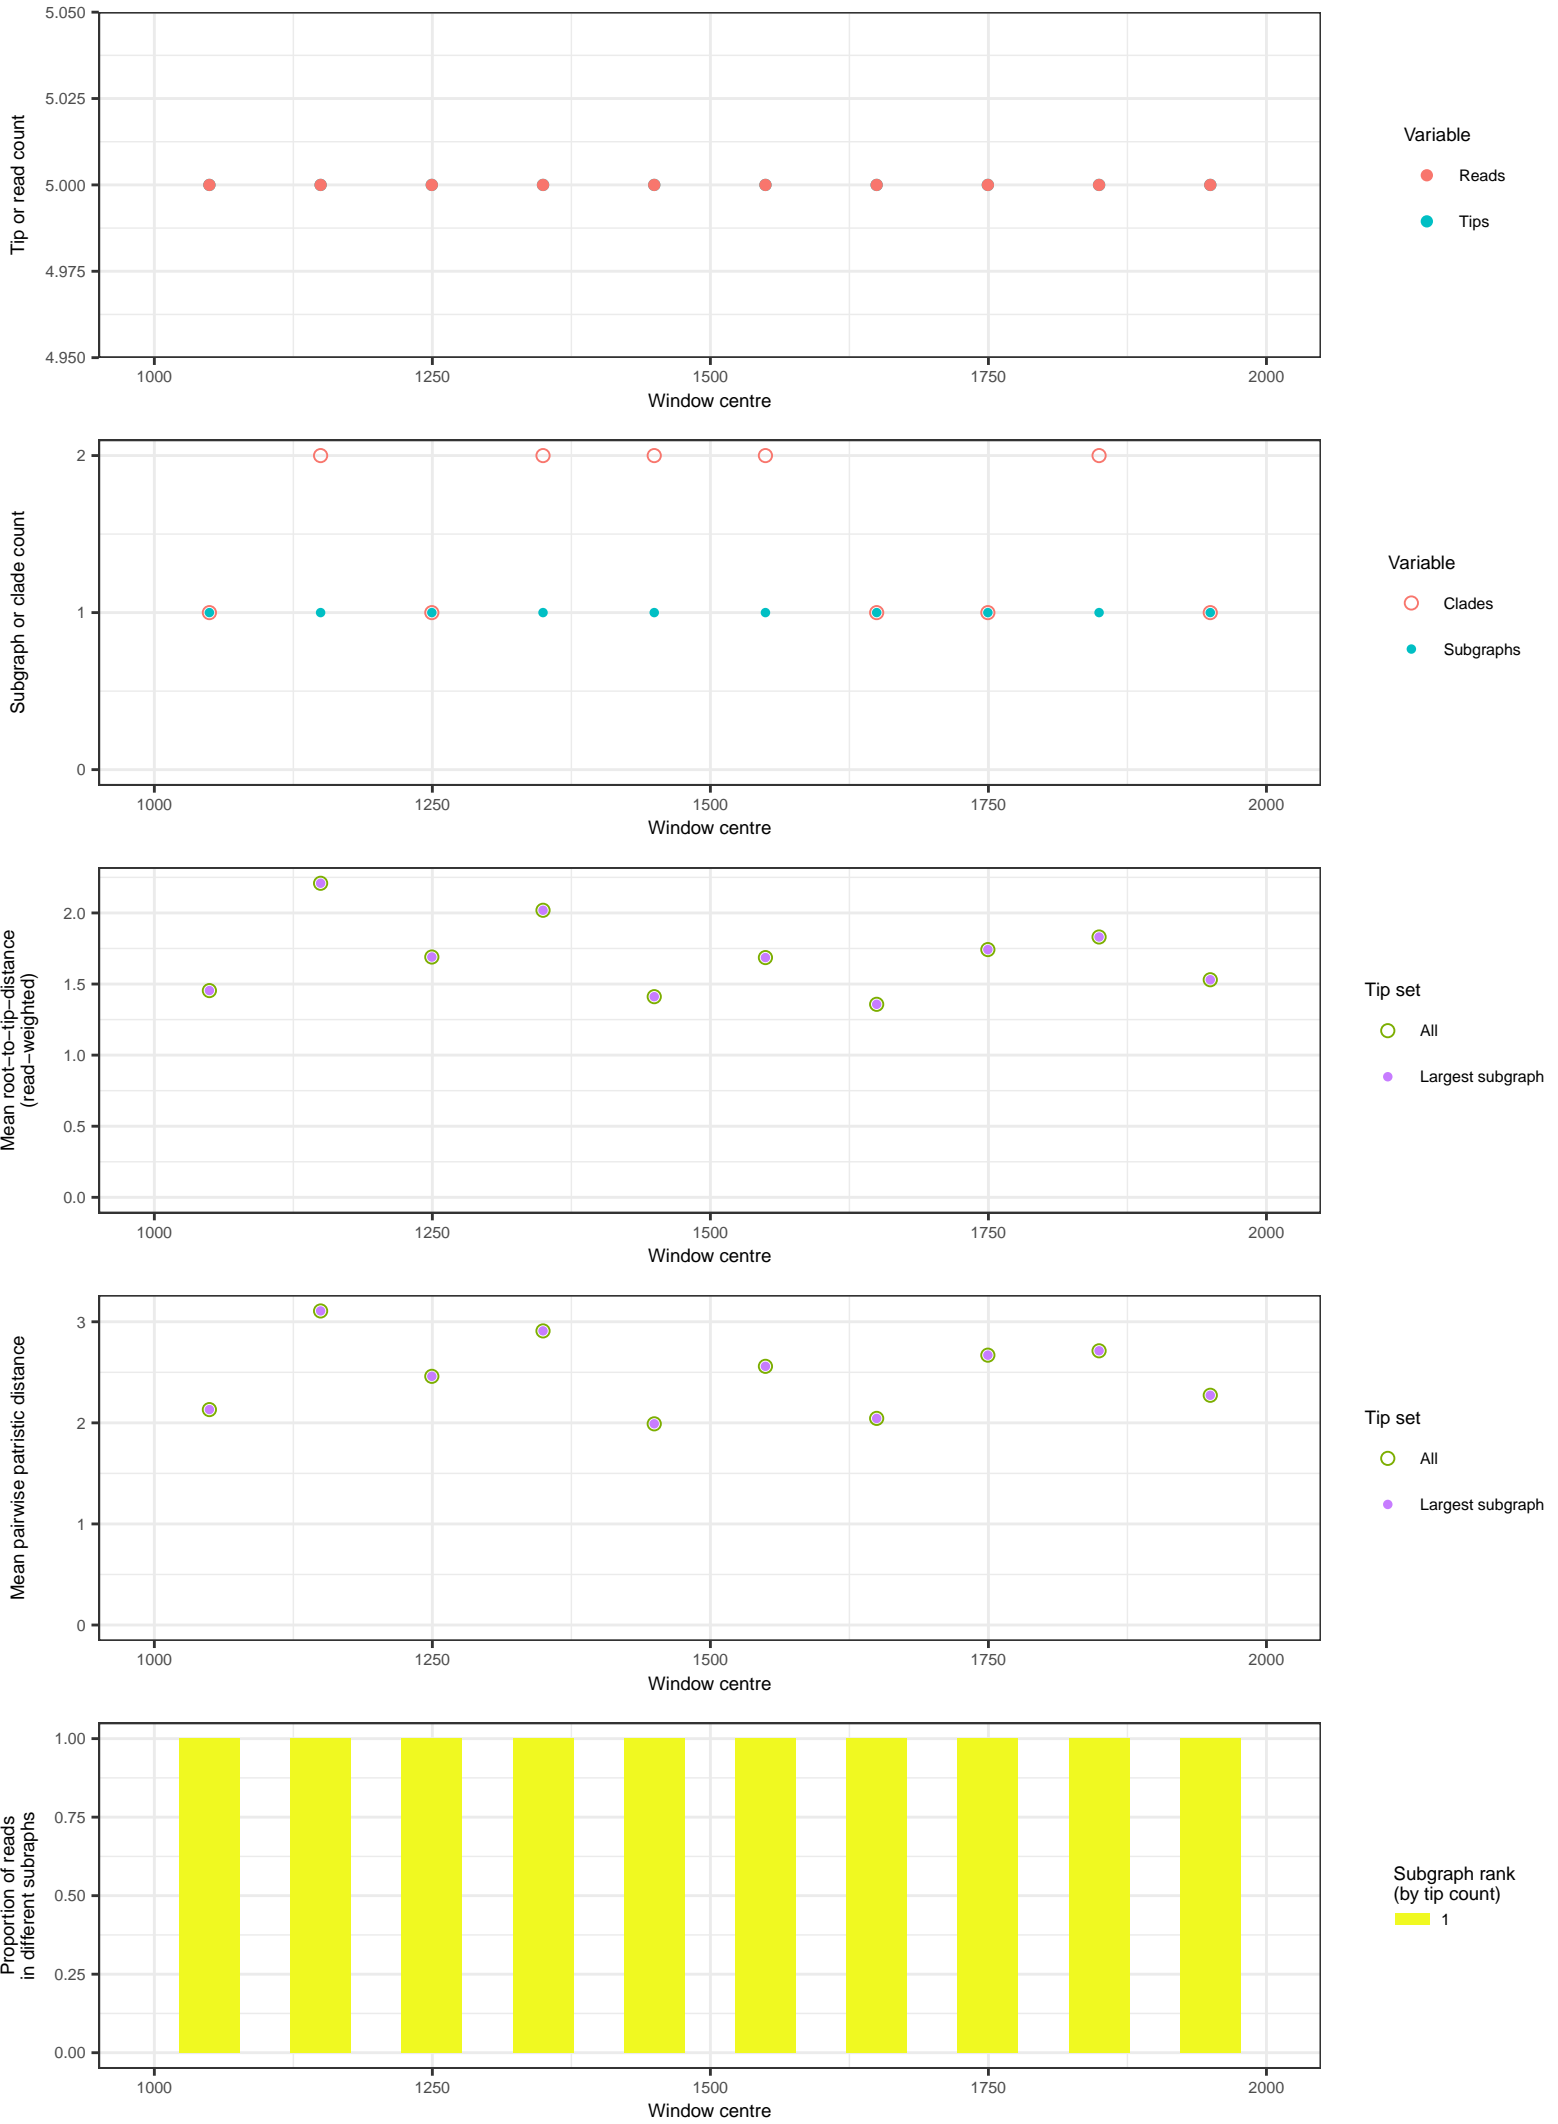 5.050
5.025
5.000
4.975
4.950
Tip or read count
1000 1250 1500 1750 2000
Window centre
Variable
Reads
Tips
2
1
0
Subgraph or clade count
1000 1250 1500 1750 2000
Window centre
Variable
Clades
Subgraphs
2.0
1.5
1.0
0.5
0.0
Mean root−to−tip−distance
(read−weighted)
1000 1250 1500 1750 2000
Window centre
Tip set
All
Largest subgraph
3
2
1
0
Mean pairwise patristic distance
1000 1250 1500 1750 2000
Window centre
Tip set
All
Largest subgraph
1.00
0.75
0.50
0.25
0.00
Proportion of reads
in different subraphs
1000 1250 1500 1750 2000
Window centre
Subgraph rank
(by tip count)
1